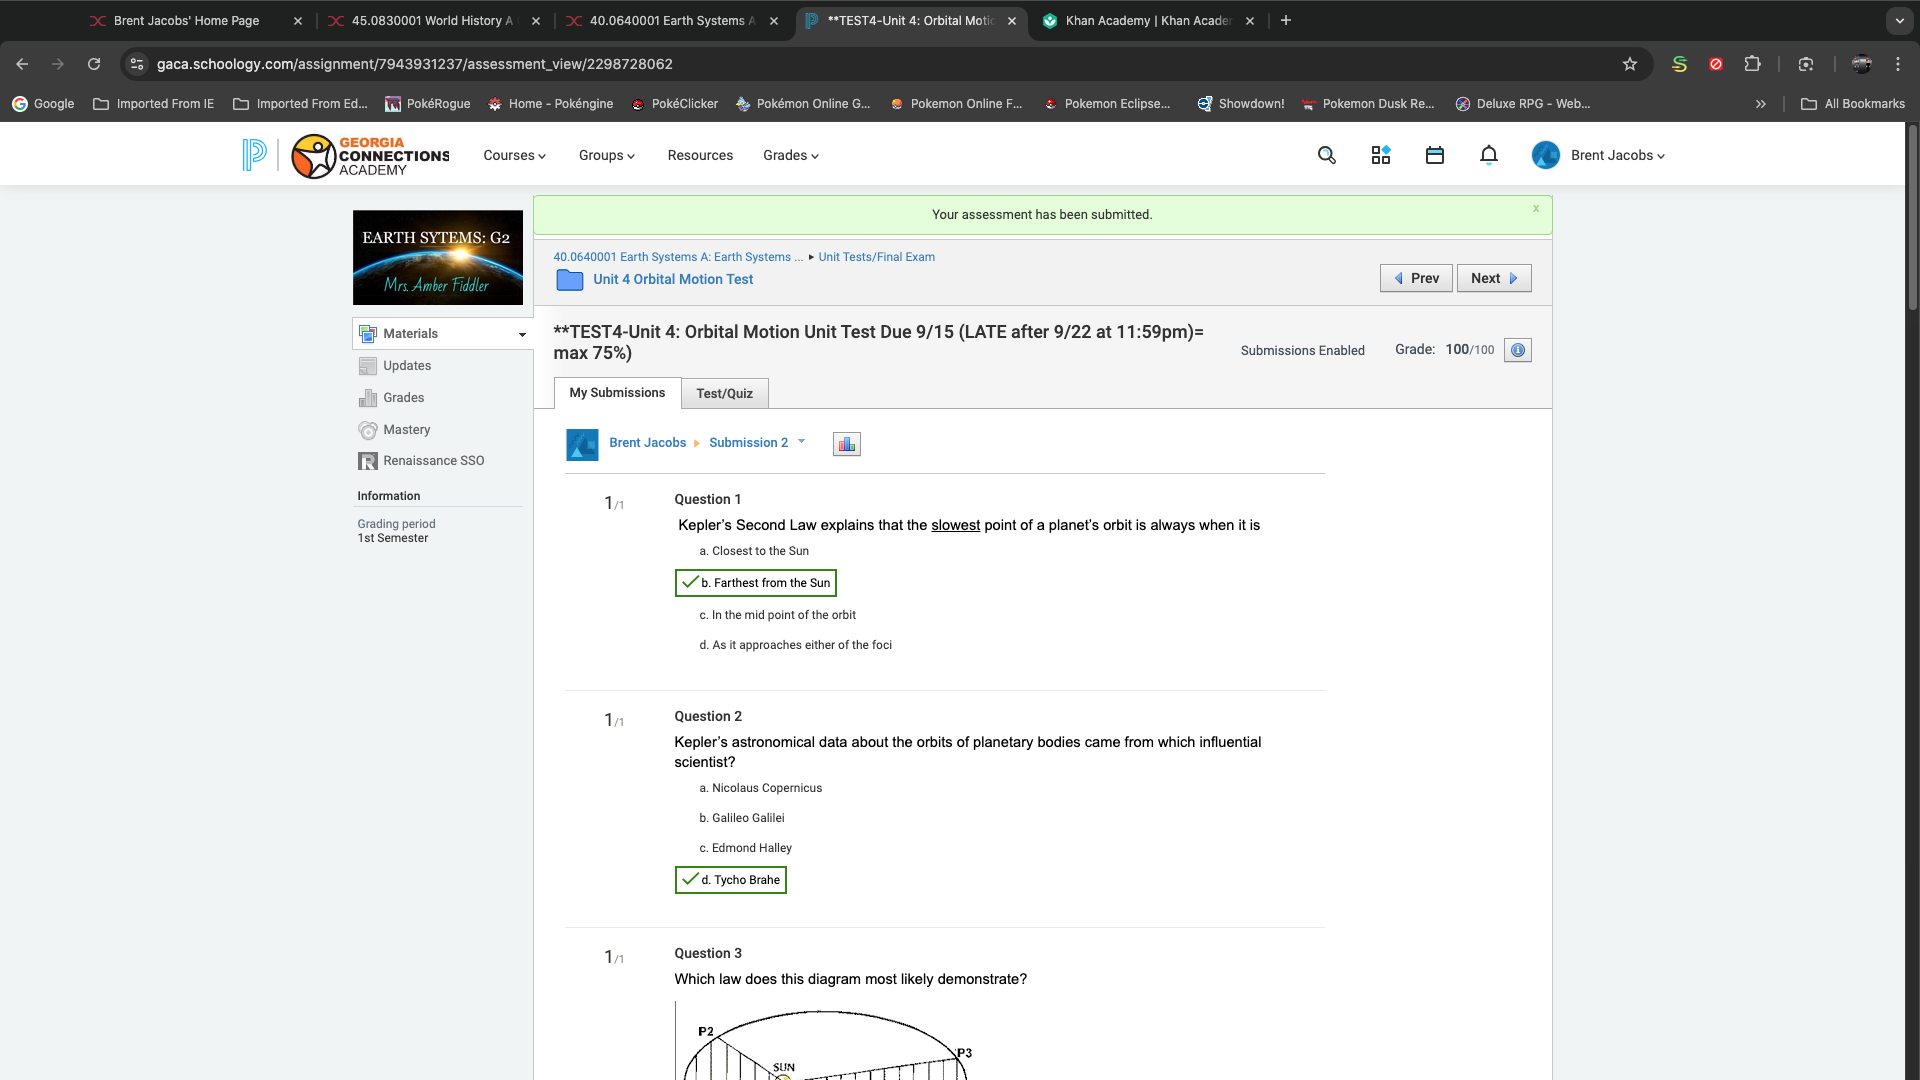 Brent Jacobs' Home Page
45.0830001 World History A
40.0640001 Earth Systems A
**TEST4-Unit 4: Orbital Motio
Khan Academy | Khan Acade
gaca.schoology.com/assignment/7943931237/assessment_view/2298728062
Google
Imported From IE
Imported From Ed...
PokéRogue
Home - Pokéngine
PokéClicker
Pokémon Online G...
Pokemon Online F...
Pokemon Eclipse...
Showdown!
Pokemon Dusk Re...
Deluxe RPG - Web...
»
All Bookmarks
GEORGIA
CONNECTIONS
ACADEMY
Courses
Groups
Resources
Grades
Brent Jacobs
EARTH SYTEMS: G2
Mrs. Amber Fiddler
Materials
Updates
Grades
Mastery
Renaissance SSO
Information
Grading period
1st Semester
Your assessment has been submitted.
x
40.0640001 Earth Systems A: Earth Systems ... ▸ Unit Tests/Final Exam
Unit 4 Orbital Motion Test
Prev
Next
**TEST4-Unit 4: Orbital Motion Unit Test Due 9/15 (LATE after 9/22 at 11:59pm)=
max 75%)
Submissions Enabled
Grade: 100/100
My Submissions
Test/Quiz
Brent Jacobs
Submission 2
1/1
Question 1
Kepler’s Second Law explains that the slowest point of a planet’s orbit is always when it is
a. Closest to the Sun
b. Farthest from the Sun
c. In the mid point of the orbit
d. As it approaches either of the foci
1/1
Question 2
Kepler’s astronomical data about the orbits of planetary bodies came from which influential
scientist?
a. Nicolaus Copernicus
b. Galileo Galilei
c. Edmond Halley
d. Tycho Brahe
1/1
Question 3
Which law does this diagram most likely demonstrate?
P2
P3
SUN